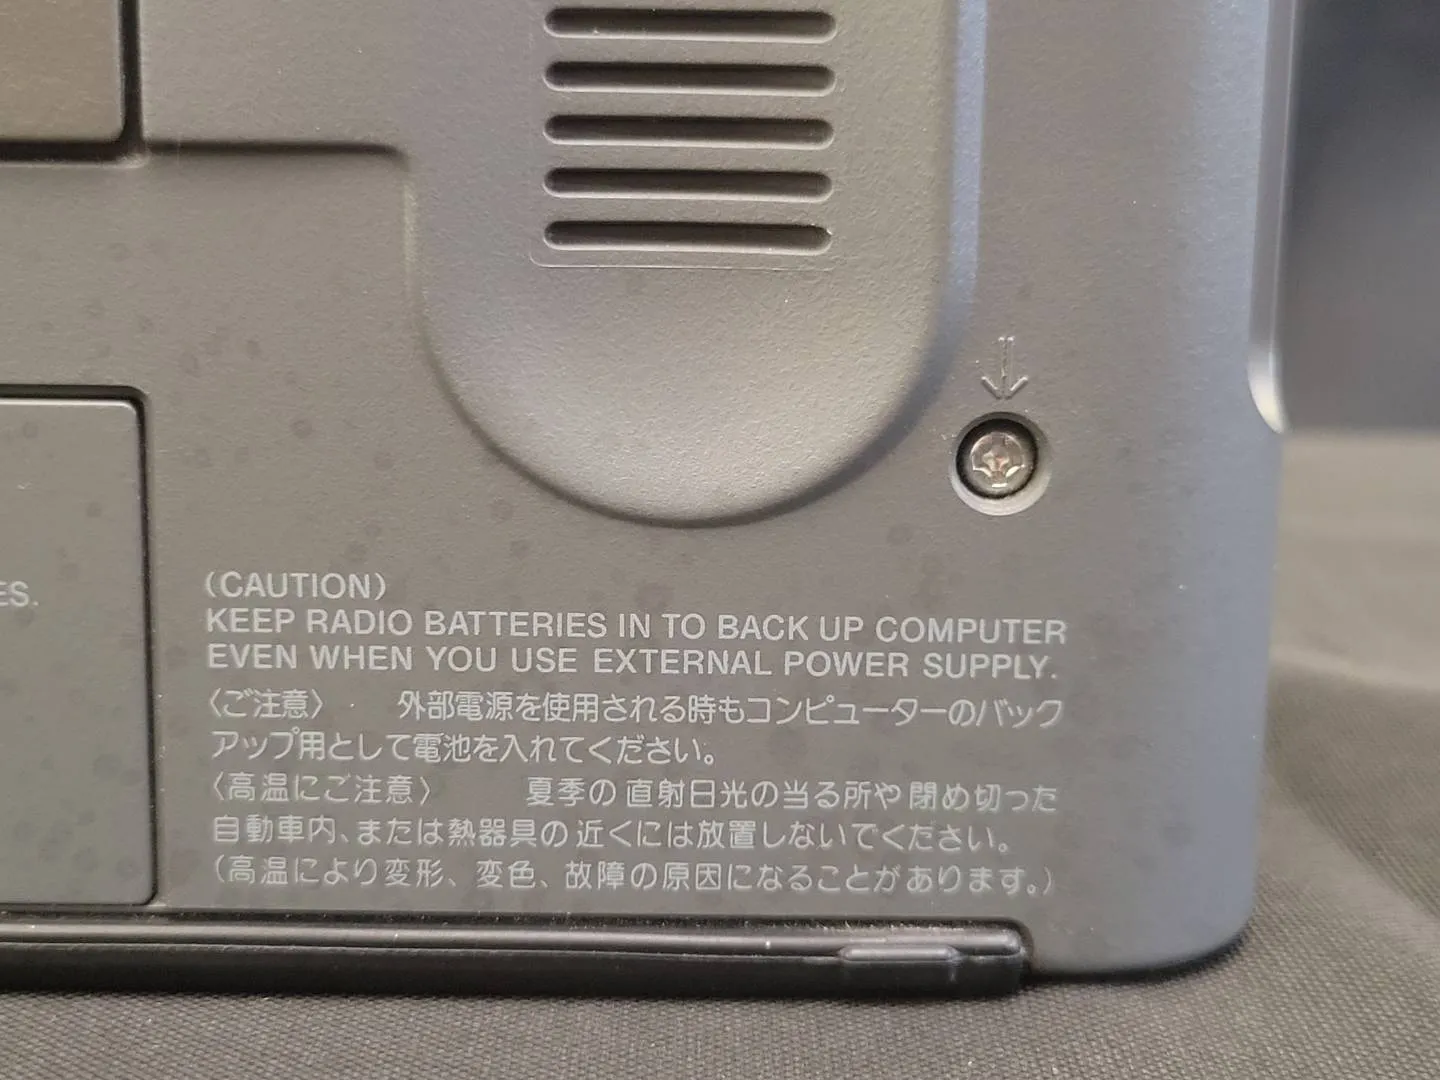 ES.
(CAUTION)
KEEP RADIO BATTERIES IN TO BACK UP COMPUTER
EVEN WHEN YOU USE EXTERNAL POWER SUPPLY.
〈ご注意〉 外部電源を使用される時もコンピューターのバック
アップ用として電池を入れてください。
〈高温にご注意〉 夏季の直射日光の当る所や閉め切った
自動車内、または熱器具の近くには放置しないでください。
(高温により変形、変色、故障の原因になることがあります。)